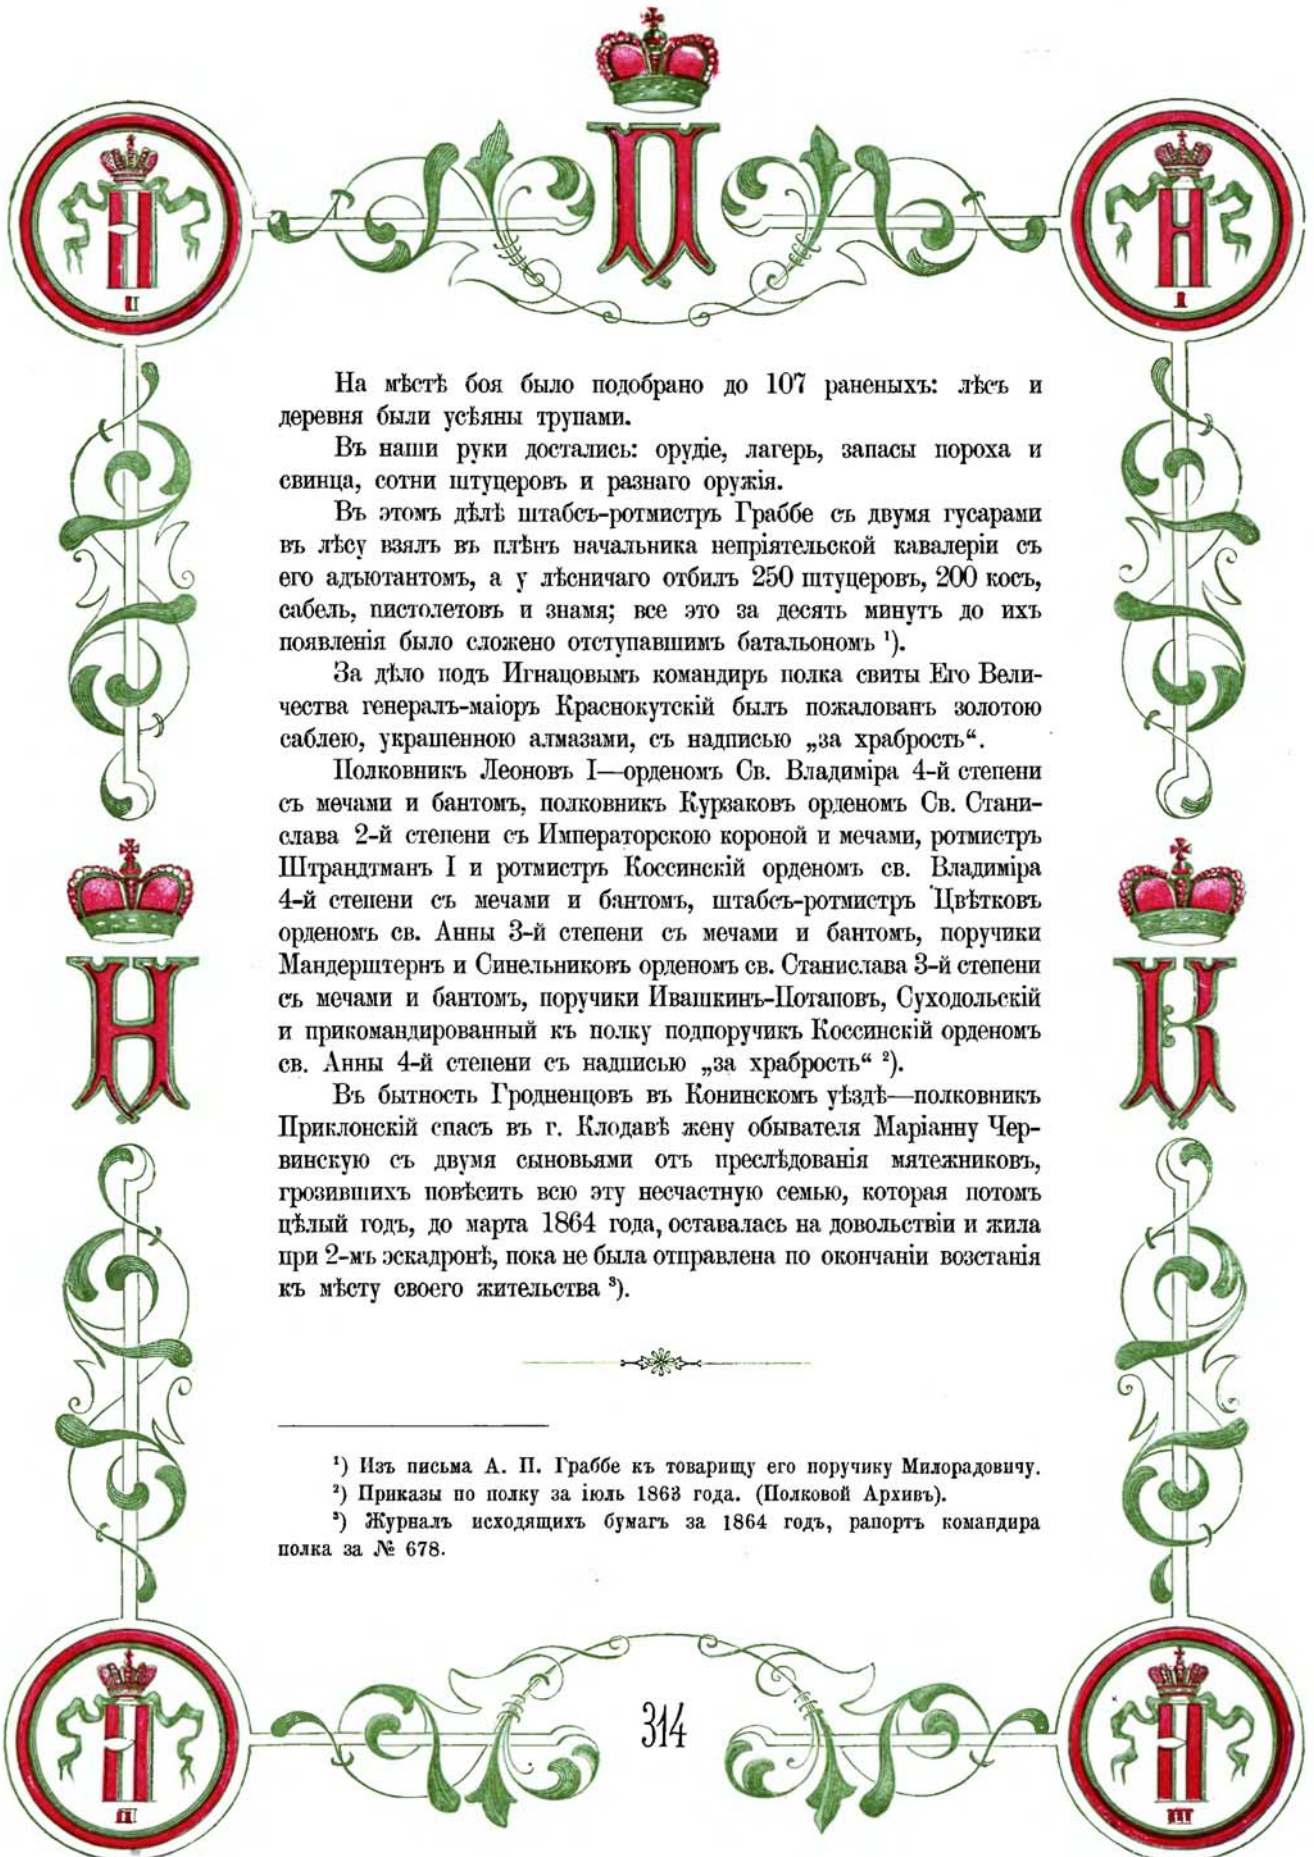 П
II
I
На мѣстѣ боя было подобрано до 107 раненыхъ: лѣсъ и
деревня были усѣяны трупами.
Въ наши руки достались: орудіе, лагерь, запасы пороха и
свинца, сотни штуцеровъ и разнаго оружія.
Въ этомъ дѣлѣ штабсъ-ротмистръ Граббе съ двумя гусарами
въ лѣсу взялъ въ плѣнъ начальника непріятельской кавалеріи съ
его адъютантомъ, а у лѣсничаго отбилъ 250 штуцеровъ, 200 косъ,
сабель, пистолетовъ и знамя; все это за десять минутъ до ихъ
появленія было сложено отступавшимъ батальономъ ¹).
За дѣло подъ Игнацовымъ командиръ полка свиты Его Вели-
чества генералъ-маіоръ Краснокутскій былъ пожалованъ золотою
саблею, украшенною алмазами, съ надписью „за храбрость“.
Полковникъ Леоновъ I—орденомъ Св. Владиміра 4-й степени
съ мечами и бантомъ, полковникъ Курзаковъ орденомъ Св. Стани-
слава 2-й степени съ Императорскою короной и мечами, ротмистръ
Штрандтманъ I и ротмистръ Коссинскій орденомъ св. Владиміра
4-й степени съ мечами и бантомъ, штабсъ-ротмистръ Цвѣтковъ
орденомъ св. Анны 3-й степени съ мечами и бантомъ, поручики
Мандерштернъ и Синельниковъ орденомъ св. Станислава 3-й степени
съ мечами и бантомъ, поручики Ивашкинъ-Потаповъ, Суходольскій
и прикомандированный къ полку подпоручикъ Коссинскій орденомъ
св. Анны 4-й степени съ надписью „за храбрость“ ²).
Въ бытность Гродненцовъ въ Конинскомъ уѣздѣ—полковникъ
Приклонскій спасъ въ г. Клодавѣ жену обывателя Маріанну Чер-
винскую съ двумя сыновьями отъ преслѣдованія мятежниковъ,
грозившихъ повѣсить всю эту несчастную семью, которая потомъ
цѣлый годъ, до марта 1864 года, оставалась на довольствіи и жила
при 2-мъ эскадронѣ, пока не была отправлена по окончаніи возстанія
къ мѣсту своего жительства ³).
Н
К
¹) Изъ письма А. П. Граббе къ товарищу его поручику Милорадовичу.
²) Приказы по полку за іюль 1863 года. (Полковой Архивъ).
³) Журналъ исходящихъ бумагъ за 1864 годъ, рапортъ командира
полка за № 678.
314
II
III